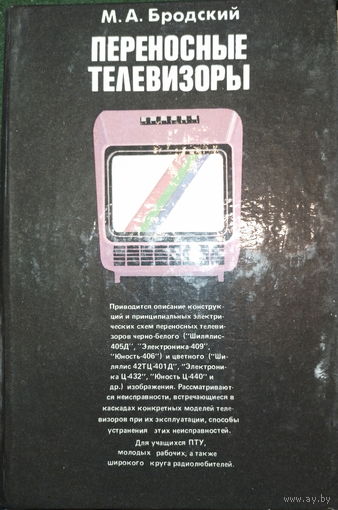 М. А. Бродский
ПЕРЕНОСНЫЕ
ТЕЛЕВИЗОРЫ
Приводится описание конструк-
ций и принципиальных электри-
ческих схем переносных телеви-
зоров черно-белого ("Шилялис-
405Д", "Электроника-409",
"Юность-406") и цветного ("Ши-
лялис 42ТЦ-401Д", "Электрони-
ка Ц-432", "Юность Ц-440" и
др.) изображения. Рассматривают-
ся неисправности, встречающиеся в
каскадах конкретных моделей теле-
визоров при их эксплуатации, способы
устранения этих неисправностей.
Для учащихся ПТУ,
молодых рабочих, а также
широкого круга радиолюбителей.
www.ay.by